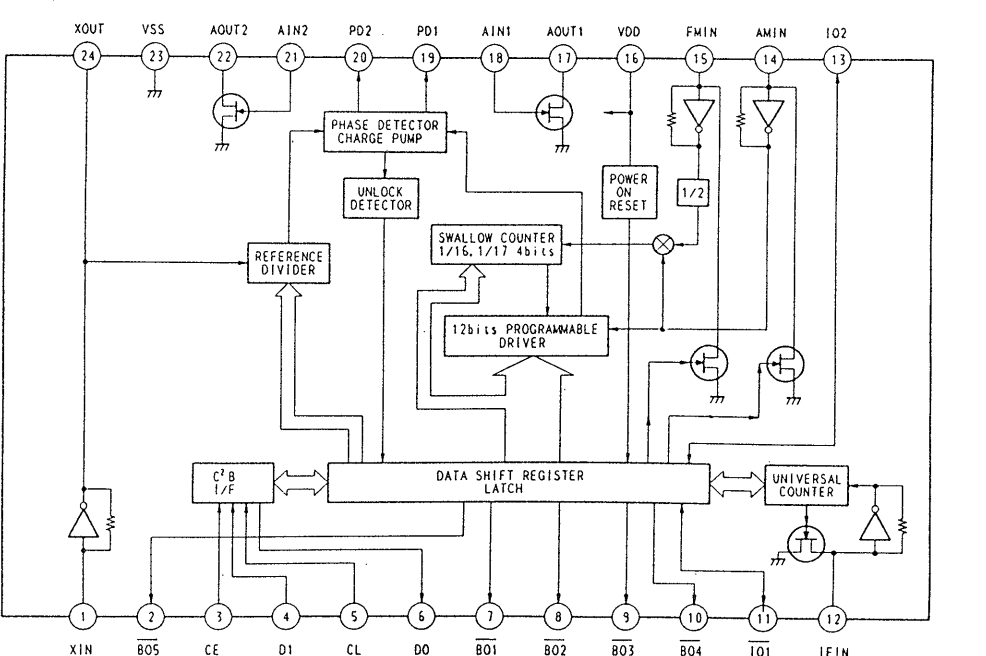 XOUT VSS AOUT2 AIN2 PD2 PD1 AIN1 AOUT1 VDD FMIN AMIN IO2
24 23 22 21 20 19 18 17 16 15 14 13
PHASE DETECTOR
CHARGE PUMP
UNLOCK
DETECTOR
POWER
ON
RESET
1/2
SWALLOW COUNTER
1/16, 1/17 4bits
REFERENCE
DIVIDER
12bits PROGRAMMABLE
DRIVER
C²B
I/F
DATA SHIFT REGISTER
LATCH
UNIVERSAL
COUNTER
1 2 3 4 5 6 7 8 9 10 11 12
XIN BO5 CE D1 CL DO BO1 BO2 BO3 BO4 IO1 IFIN